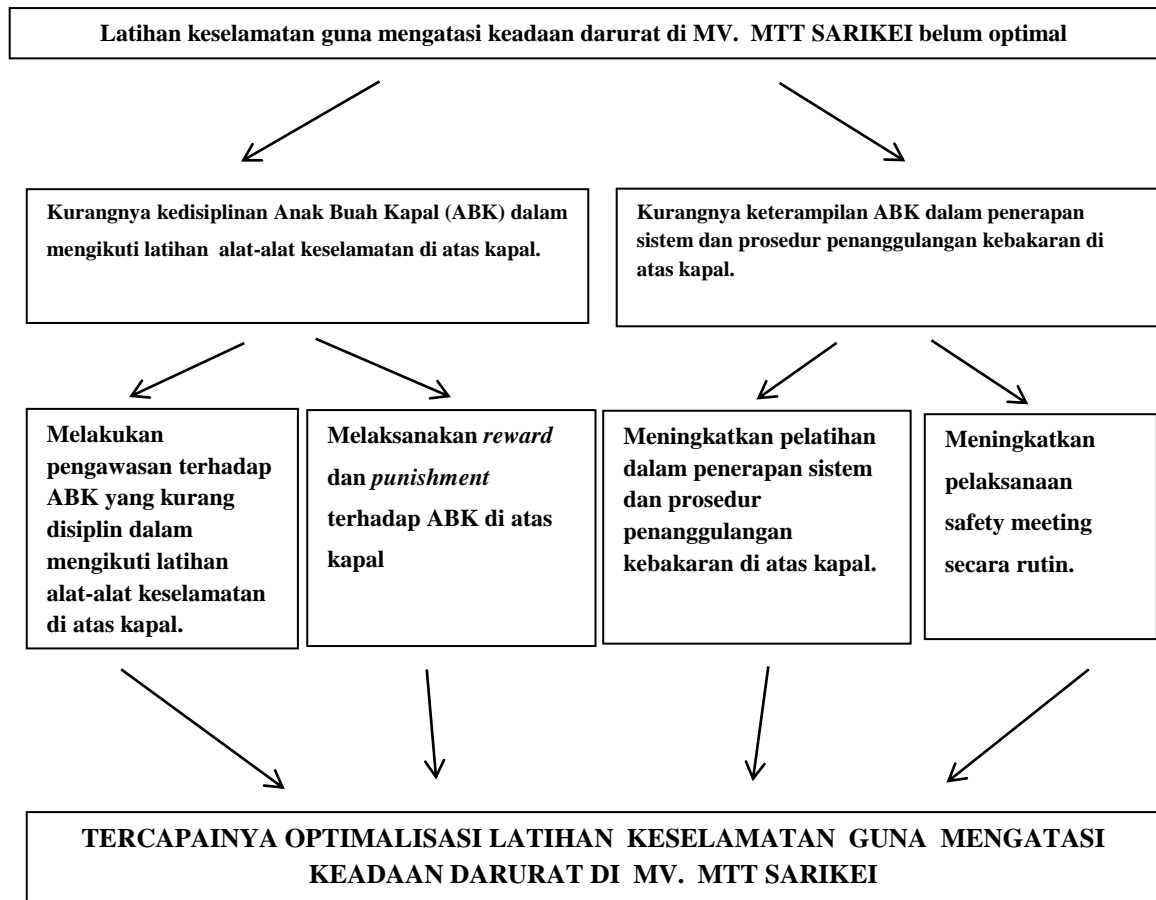 Latihan keselamatan guna mengatasi keadaan darurat di MV. MTT SARIKEI belum optimal
Kurangnya kedisiplinan Anak Buah Kapal (ABK) dalam
mengikuti latihan alat-alat keselamatan di atas kapal.
Kurangnya keterampilan ABK dalam penerapan
sistem dan prosedur penanggulangan kebakaran di
atas kapal.
Melakukan
pengawasan terhadap
ABK yang kurang
disiplin dalam
mengikuti latihan
alat-alat keselamatan
di atas kapal.
Melaksanakan reward
dan punishment
terhadap ABK di atas
kapal
Meningkatkan pelatihan
dalam penerapan sistem
dan prosedur
penanggulangan
kebakaran di atas kapal.
Meningkatkan
pelaksanaan
safety meeting
secara rutin.
TERCAPAINYA OPTIMALISASI LATIHAN KESELAMATAN GUNA MENGATASI
KEADAAN DARURAT DI MV. MTT SARIKEI